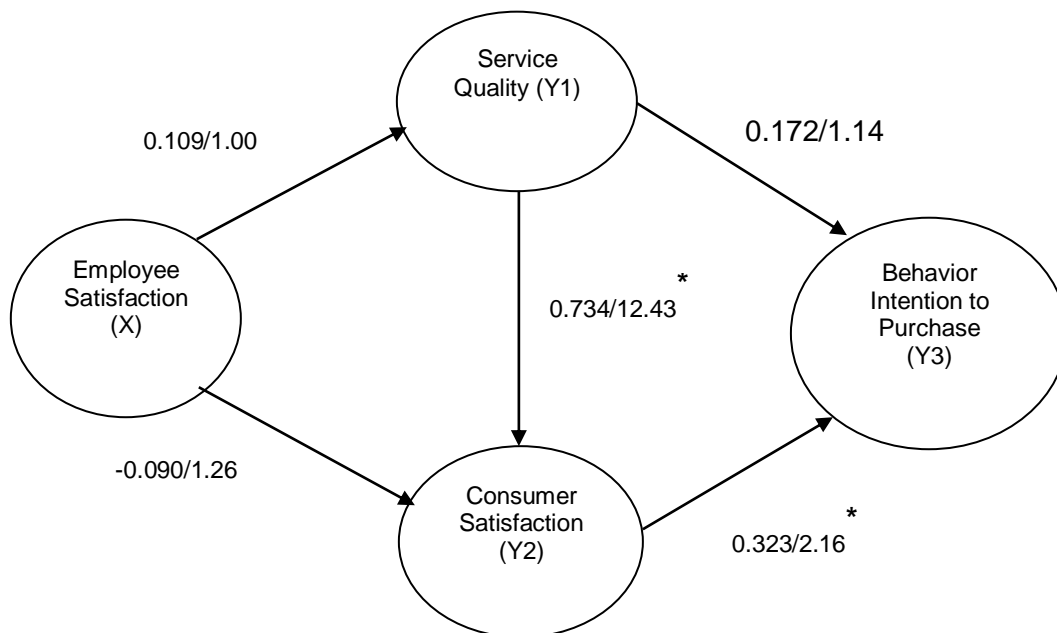 Service
Quality (Y1)
0.109/1.00
0.172/1.14
Employee
Satisfaction
(X)
Behavior
Intention to
Purchase
(Y3)
0.734/12.43*
-0.090/1.26
Consumer
Satisfaction
(Y2)
0.323/2.16*